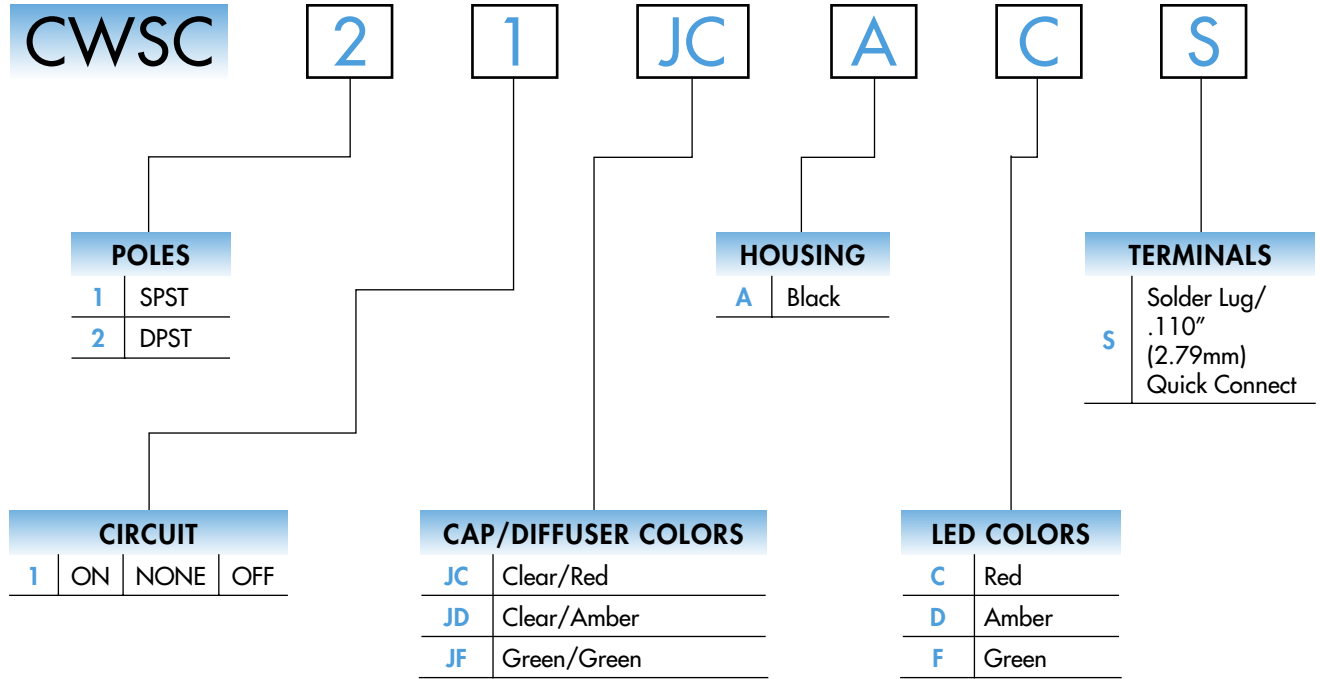 CWSC 2 1 JC A C S
POLES
1 SPST
2 DPST
HOUSING
A Black
TERMINALS
S Solder Lug/
.110″
(2.79mm)
Quick Connect
CIRCUIT
1 ON NONE OFF
CAP/DIFFUSER COLORS
JC Clear/Red
JD Clear/Amber
JF Green/Green
LED COLORS
C Red
D Amber
F Green